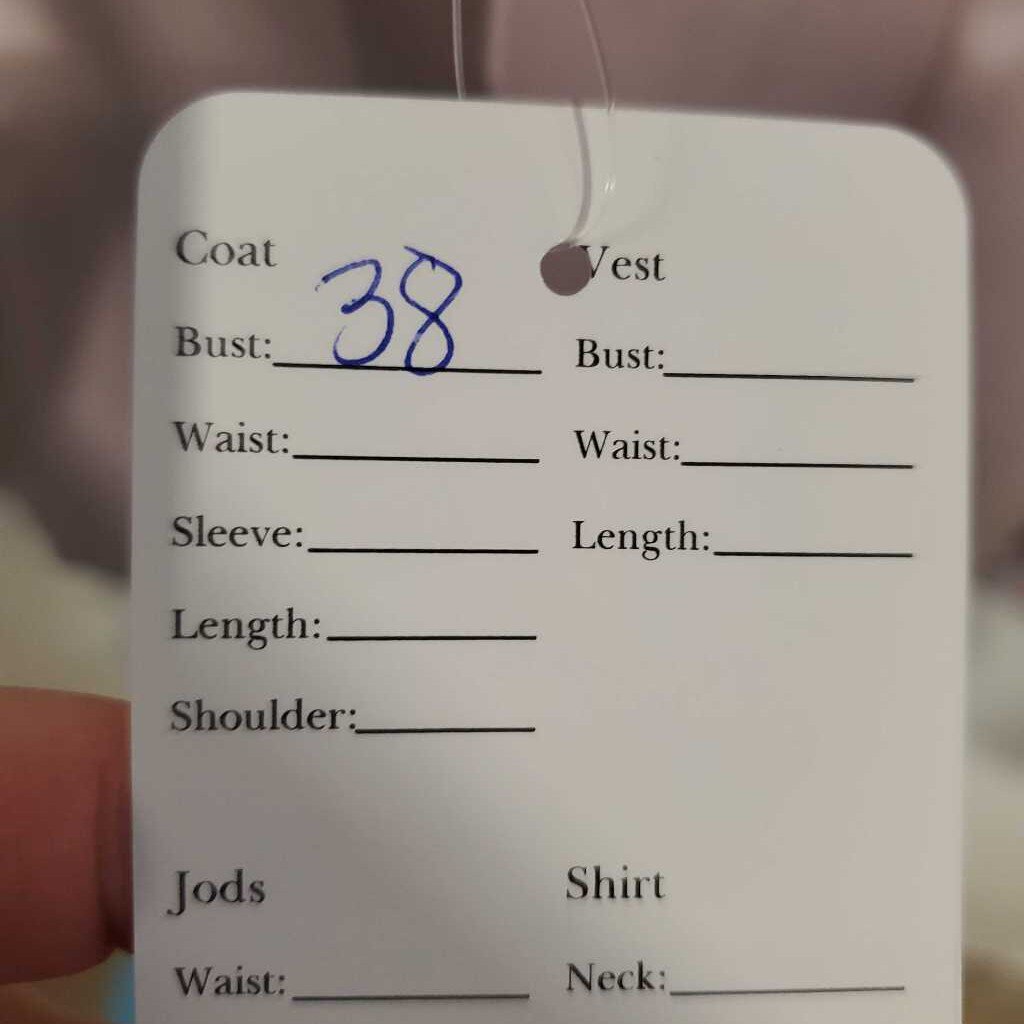 Coat
Bust: 38
Waist:
Sleeve:
Length:
Shoulder:
Vest
Bust:
Waist:
Length:
Jods
Waist:
Shirt
Neck: